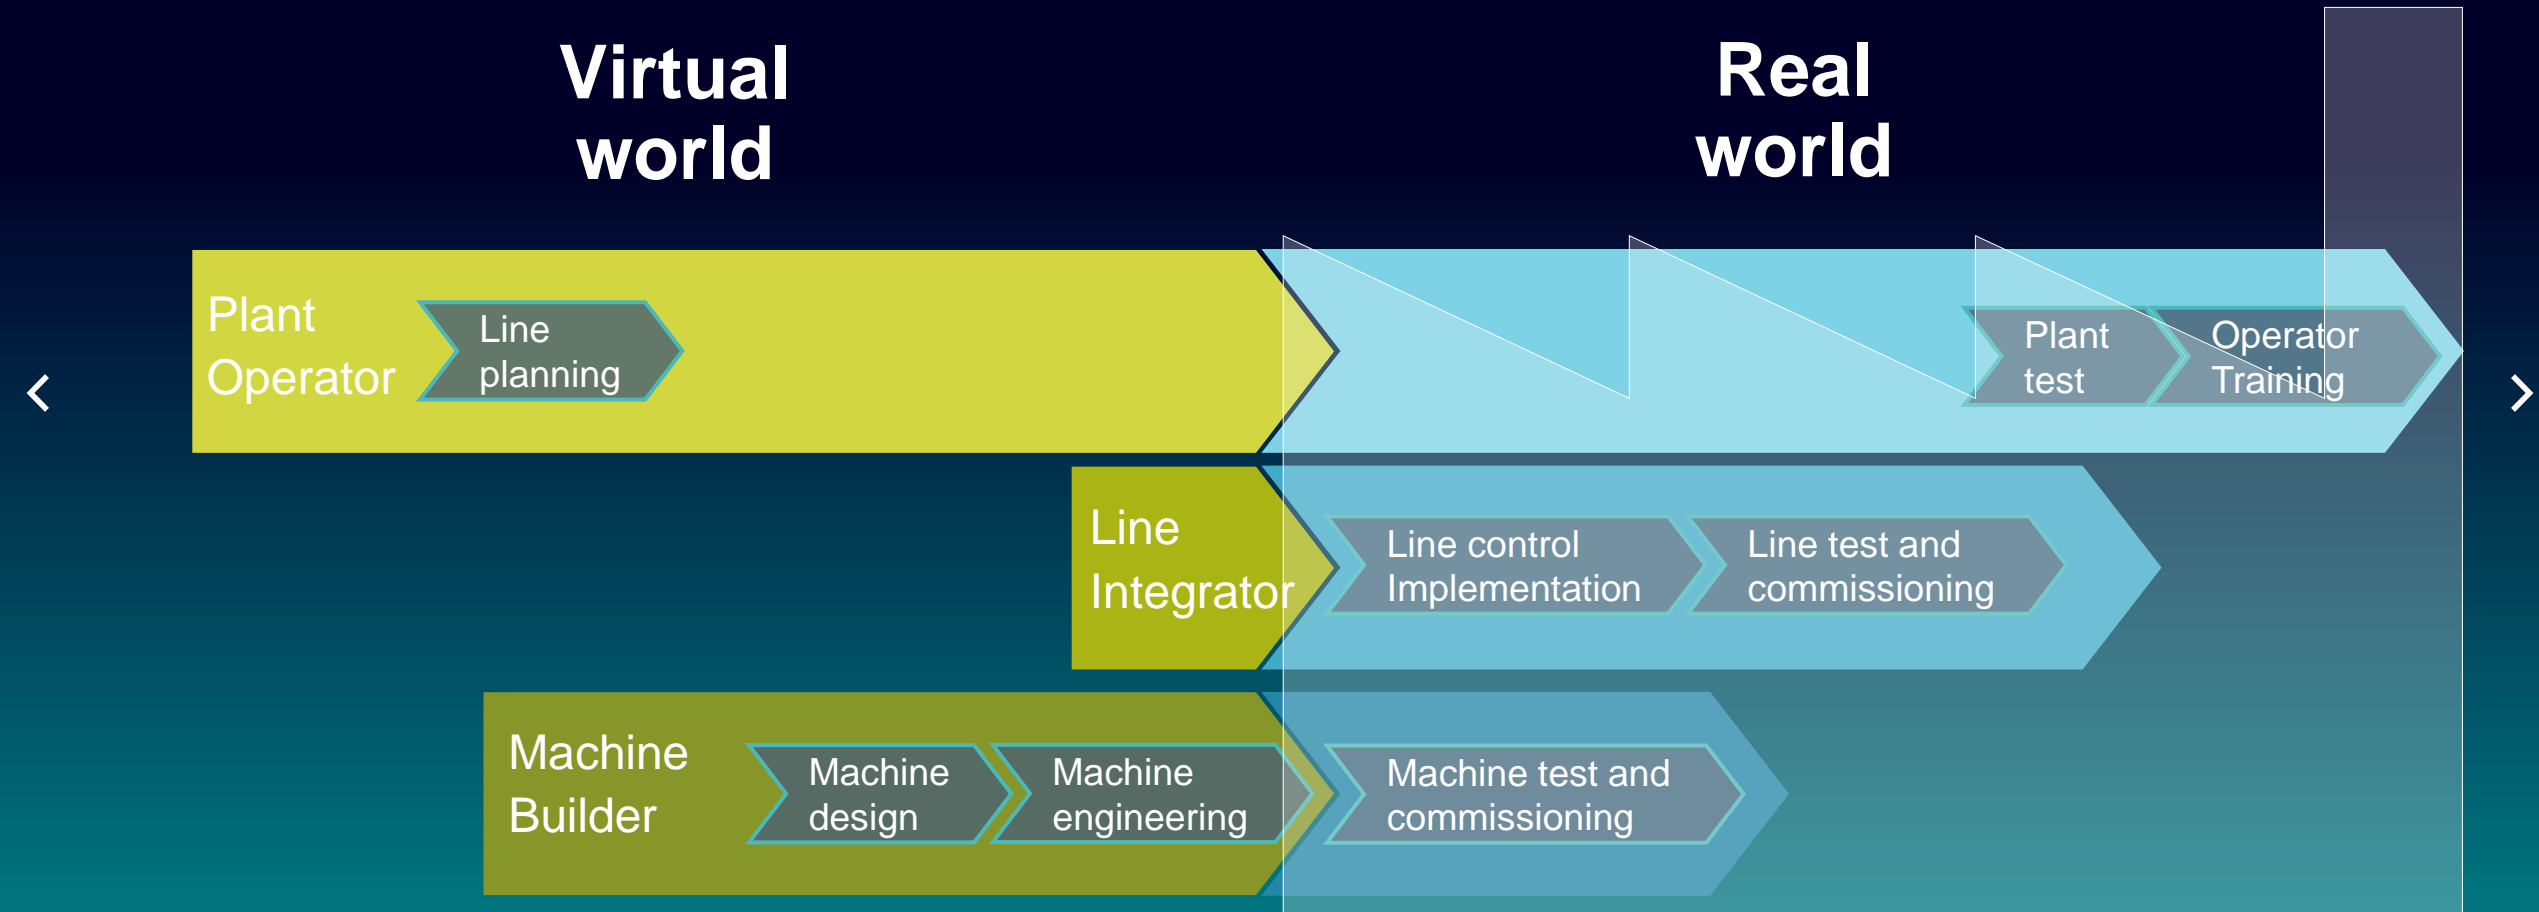 Virtual
world
Real
world
Plant
Operator
Line
planning
Plant
test
Operator
Training
Line
Integrator
Line control
Implementation
Line test and
commissioning
Machine
Builder
Machine
design
Machine
engineering
Machine test and
commissioning